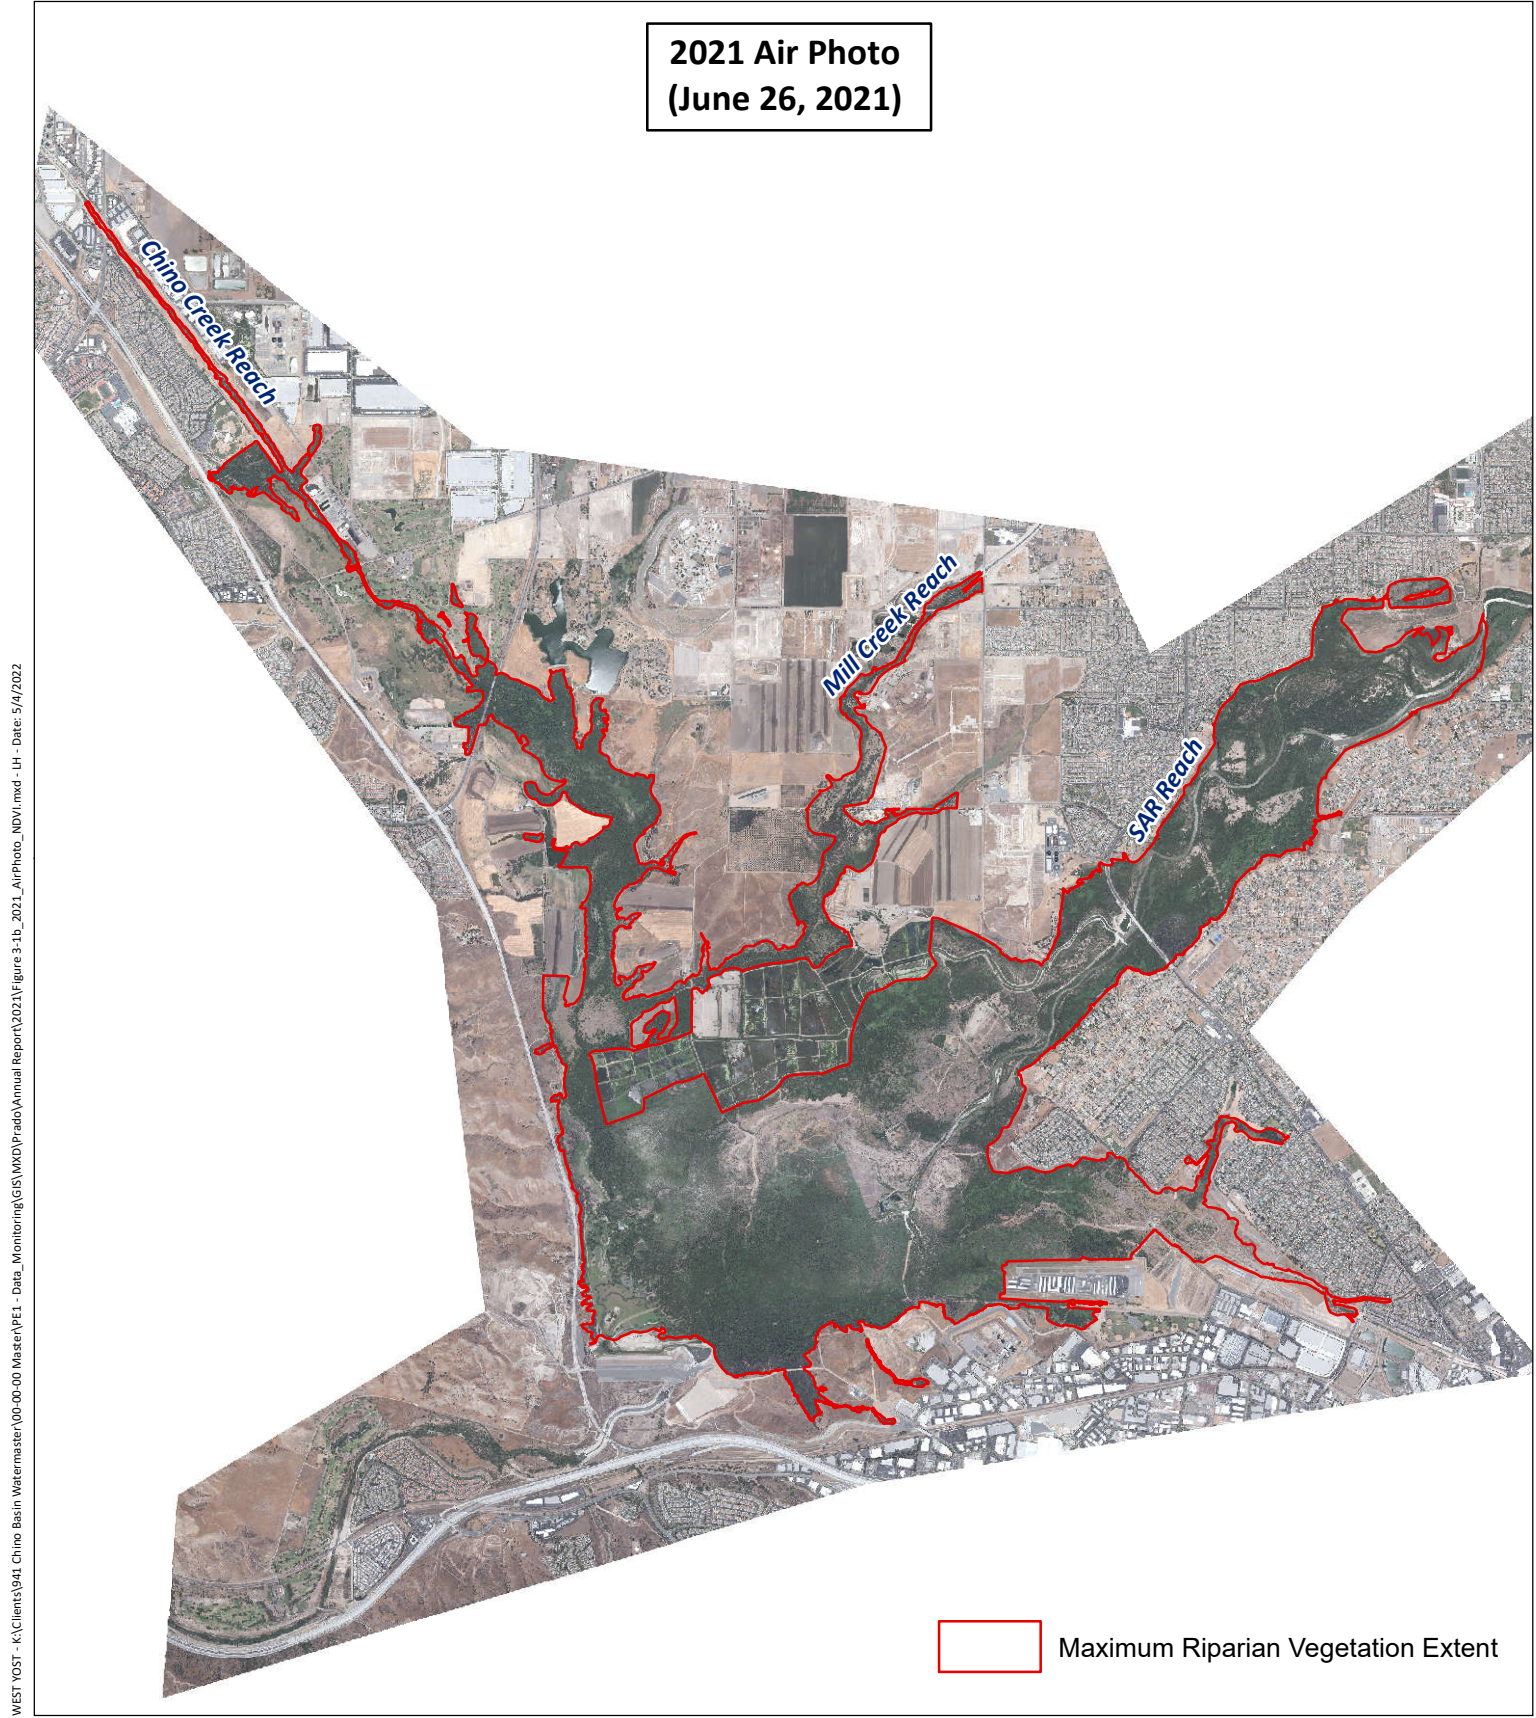 2021 Air Photo
(June 26, 2021)
Chino Creek Reach
Mill Creek Reach
SAR Reach
Maximum Riparian Vegetation Extent
WEST YOST - K:\Clients\941 Chino Basin Watermaster\00-00-00 Master\PE1 - Data_Monitoring\GIS\MXD\Prado\Annual Report\2021\Figure 3-1b_2021_AirPhoto_NDVI.mxd - LH - Date: 5/4/2022